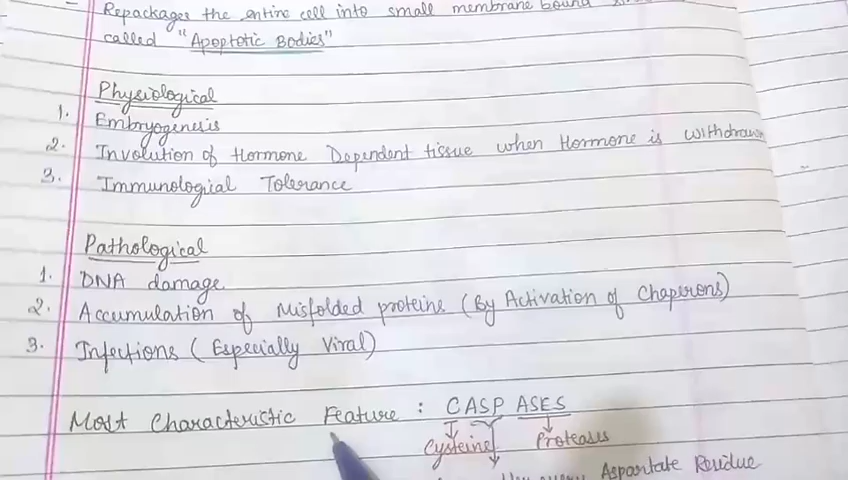 - Repackages the entire cell into small membrane bound
called "Apoptotic Bodies"
Physiological
1. Embryogenesis
2. Involution of Hormone Dependent tissue when Hormone is withdrawn
3. Immunological Tolerance
Pathological
1. DNA damage
2. Accumulation of Misfolded proteins (By Activation of Chaperons)
3. Infections (Especially Viral)
Most Characteristic Feature : CASP ASES
Cysteine Proteases
Aspartate Residue